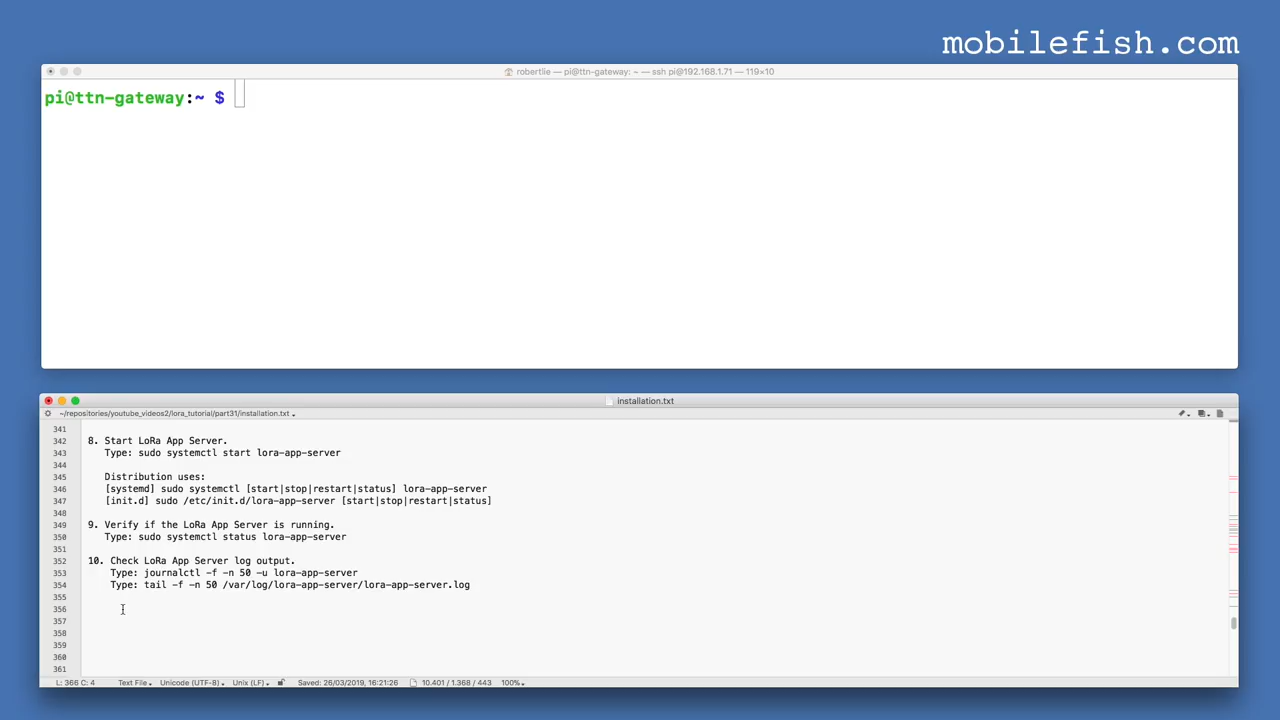 mobilefish.com
robertlie — pi@ttn-gateway: ~ — ssh pi@192.168.1.71 — 119×10
pi@ttn-gateway:~ $
installation.txt
~/repositories/youtube_videos2/lora_tutorial/part31/installation.txt
341
342 8. Start LoRa App Server.
343 Type: sudo systemctl start lora-app-server
344
345 Distribution uses:
346 [systemd] sudo systemctl [start|stop|restart|status] lora-app-server
347 [init.d] sudo /etc/init.d/lora-app-server [start|stop|restart|status]
348
349 9. Verify if the LoRa App Server is running.
350 Type: sudo systemctl status lora-app-server
351
352 10. Check LoRa App Server log output.
353 Type: journalctl -f -n 50 -u lora-app-server
354 Type: tail -f -n 50 /var/log/lora-app-server/lora-app-server.log
355
356
357
358
359
360
361
L: 366 C: 4 Text File Unicode (UTF-8) Unix (LF) Saved: 26/03/2019, 16:21:26 10.401 / 1.368 / 443 100%